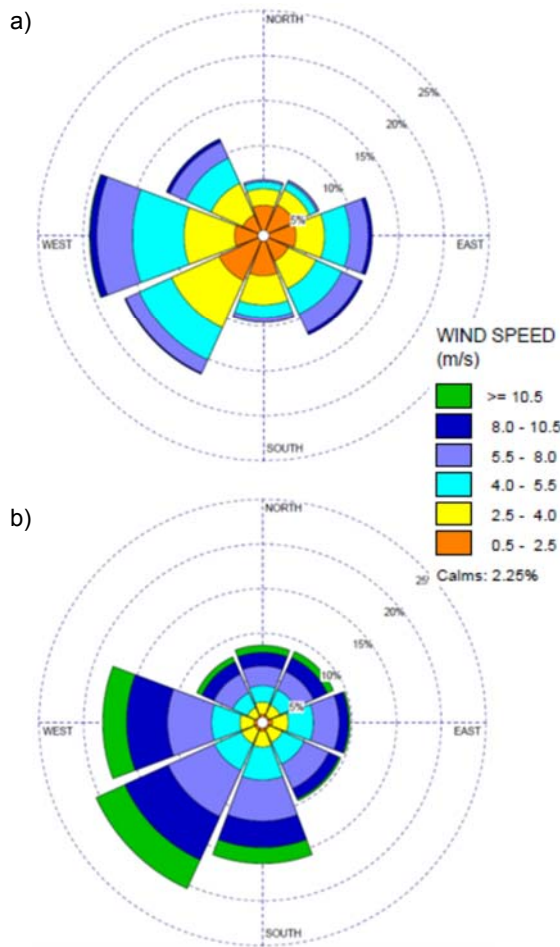 a)
NORTH
25%
20%
15%
10%
5%
WEST
EAST
SOUTH
WIND SPEED
(m/s)
>= 10.5
8.0 - 10.5
5.5 - 8.0
4.0 - 5.5
2.5 - 4.0
0.5 - 2.5
Calms: 2.25%
b)
NORTH
25
20%
15%
10%
5%
WEST
EAST
SOUTH